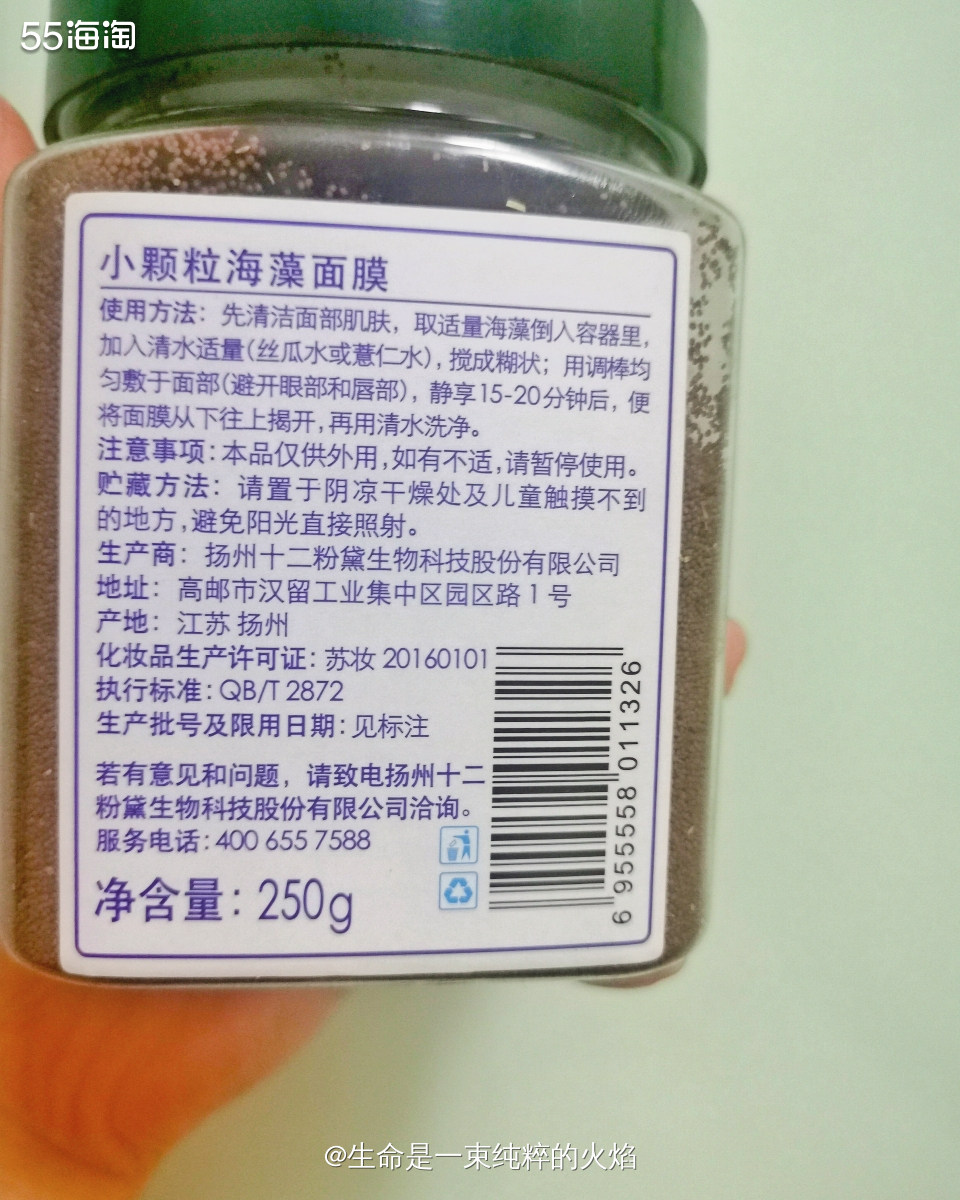 55海淘
小颗粒海藻面膜
使用方法：先清洁面部肌肤，取适量海藻倒入容器里，
加入清水适量(丝瓜水或薏仁水)，搅成糊状；用调棒均
匀敷于面部(避开眼部和唇部)，静享15-20分钟后，便
将面膜从下往上揭开，再用清水洗净。
注意事项：本品仅供外用，如有不适，请暂停使用。
贮藏方法：请置于阴凉干燥处及儿童触摸不到
的地方，避免阳光直接照射。
生产商：扬州十二粉黛生物科技股份有限公司
地址：高邮市汉留工业集中区园区路1号
产地：江苏 扬州
化妆品生产许可证：苏妆 20160101
执行标准：QB/T 2872
生产批号及限用日期：见标注
若有意见和问题，请致电扬州十二
粉黛生物科技股份有限公司洽询。
服务电话：400 655 7588
净含量：250g
6 955558 011326
@生命是一束纯粹的火焰